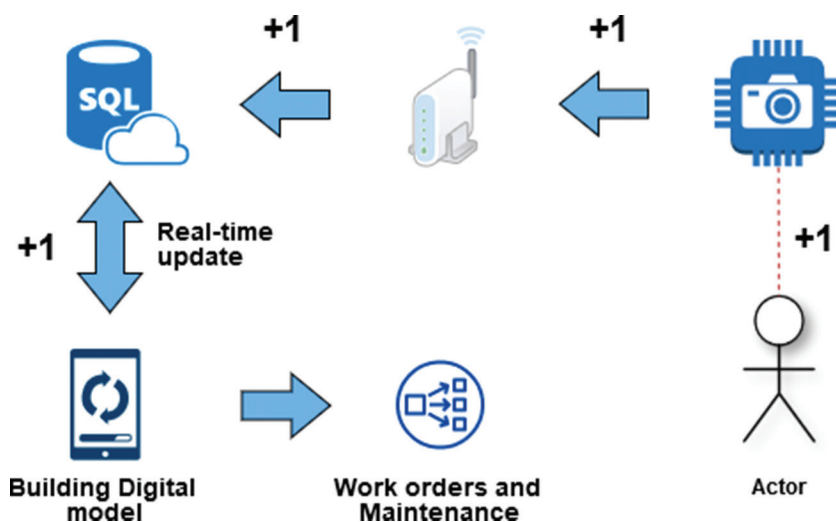 +1
+1
SQL
+1
Real-time
update
+1
Building Digital
model
Work orders and
Maintenance
Actor